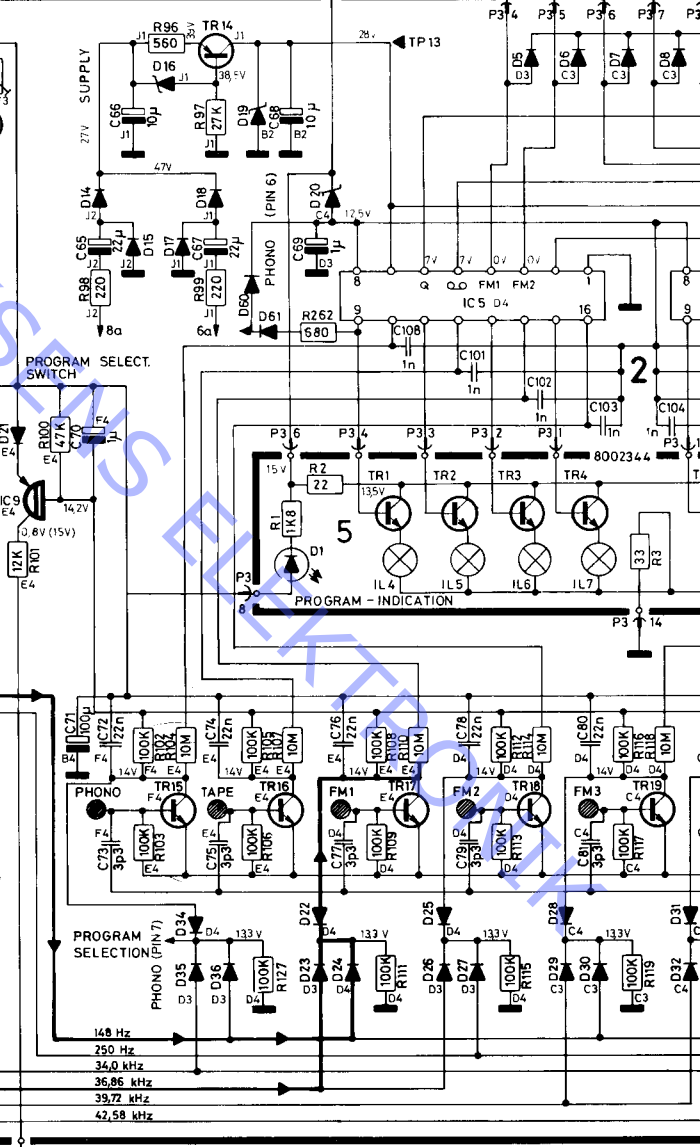 P3 4 P3 5 P3 6 P3 7
R96 TR14
J1 560 39V J1 28V TP13
D5 D6 D7 D8
D3 C3 C3 C3
SUPPLY
D16 J1 38,5V
C66 10µ J1 R97 27K J1 D19 B2 C68 10µ B2
27V
47V
D14 J2 D18 J1 (PIN 6) D20 C4 12,5V
C65 22µ J2 D15 D17 C67 22µ J1 C69 1µ D3
J2 J1
PHONO
7V 7V 0V 0V
8 Q FM1 FM2 1 8
IC5 D4
9 16 9
R98 220 J2 R99 220 J1
D60 D61 R262 680
8a 6a
C108 1n
C101 1n
C102 1n
C103 1n C104 1n
2
PROGRAM SELECT.
SWITCH
D21 E4 R100 47K E4 C70 1µ F4
P3 6 P3 4 P3 3 P3 2 P3 1 P3
8002344
15V R2 22 13,5V TR1 TR2 TR3 TR4
IC9 E4 14,2V
0,8V (15V)
R1 1K8 5
12K R101 E4
D1 IL4 IL5 IL6 IL7 33 R3
P3 8
PROGRAM - INDICATION
P3 14
C71 100µ B4
C72 22n F4 100K R102 R104 10M
C74 22n E4 100K R105 R107 10M
C76 22n E4 100K R108 R110 10M
C78 22n D4 100K R112 R114 10M
C80 22n D4 100K R116 R118 10M
14V 14V 14V 14V 14V
PHONO TR15 TAPE TR16 FM1 TR17 FM2 TR18 FM3 TR19
C73 3p3 100K R103 E4
C75 3p3 100K R106 E4
C77 3p3 100K R109 D4
C79 3p3 100K R113 D4
C81 3p3 100K R117 C4
D34 D4 D22 D4 D25 D4 D28 C4 D31 C4
PROGRAM
SELECTION
PHONO (PIN 7)
13,3V 13,3V 13,3V 13,3V
D35 D3 D36 D3 100K R127 D4
D23 D3 D24 D3 100K R111 D4
D26 D3 D27 D3 100K R115 D4
D29 C3 D30 C3 100K R119 C3
D32 C4
148 Hz
250 Hz
34,0 kHz
36,86 kHz
39,72 kHz
42,58 kHz
SENS ELEKTRONIK